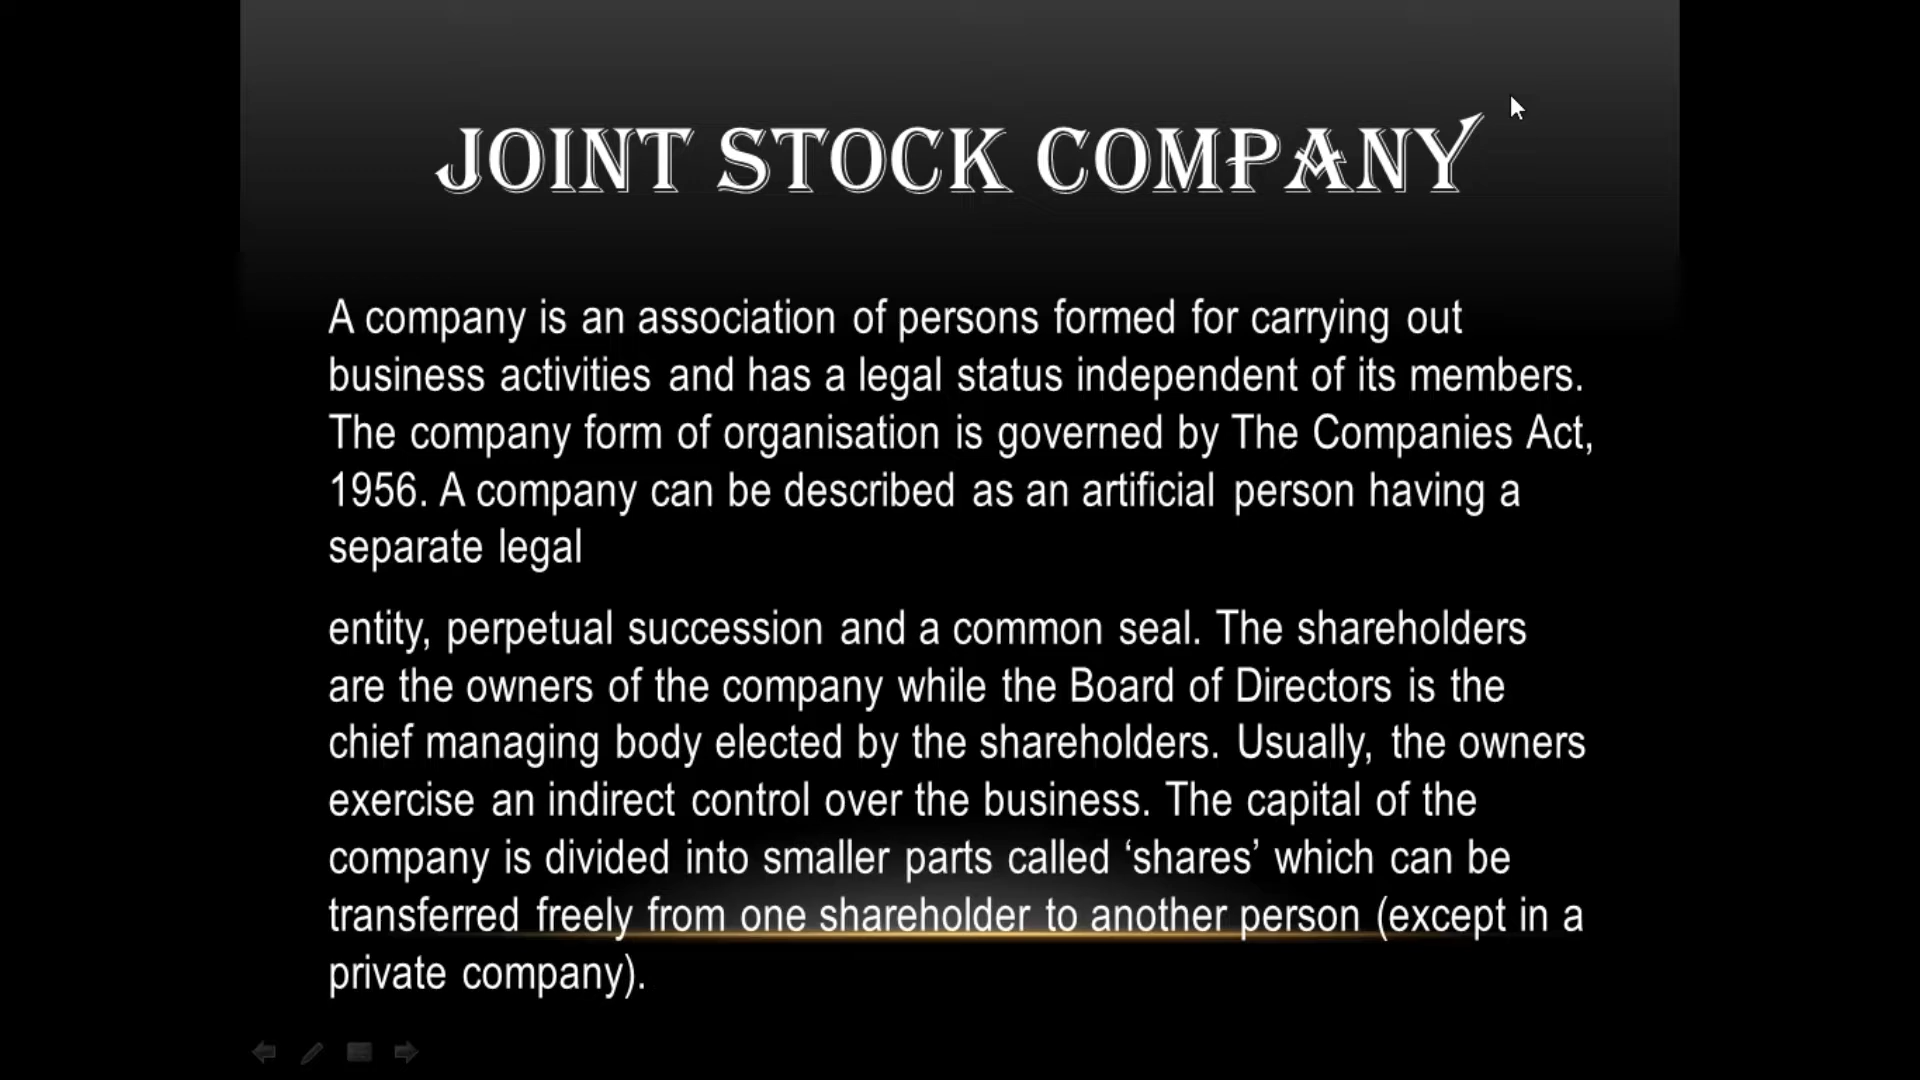 JOINT STOCK COMPANY
A company is an association of persons formed for carrying out
business activities and has a legal status independent of its members.
The company form of organisation is governed by The Companies Act,
1956. A company can be described as an artificial person having a
separate legal
entity, perpetual succession and a common seal. The shareholders
are the owners of the company while the Board of Directors is the
chief managing body elected by the shareholders. Usually, the owners
exercise an indirect control over the business. The capital of the
company is divided into smaller parts called ‘shares’ which can be
transferred freely from one shareholder to another person (except in a
private company).